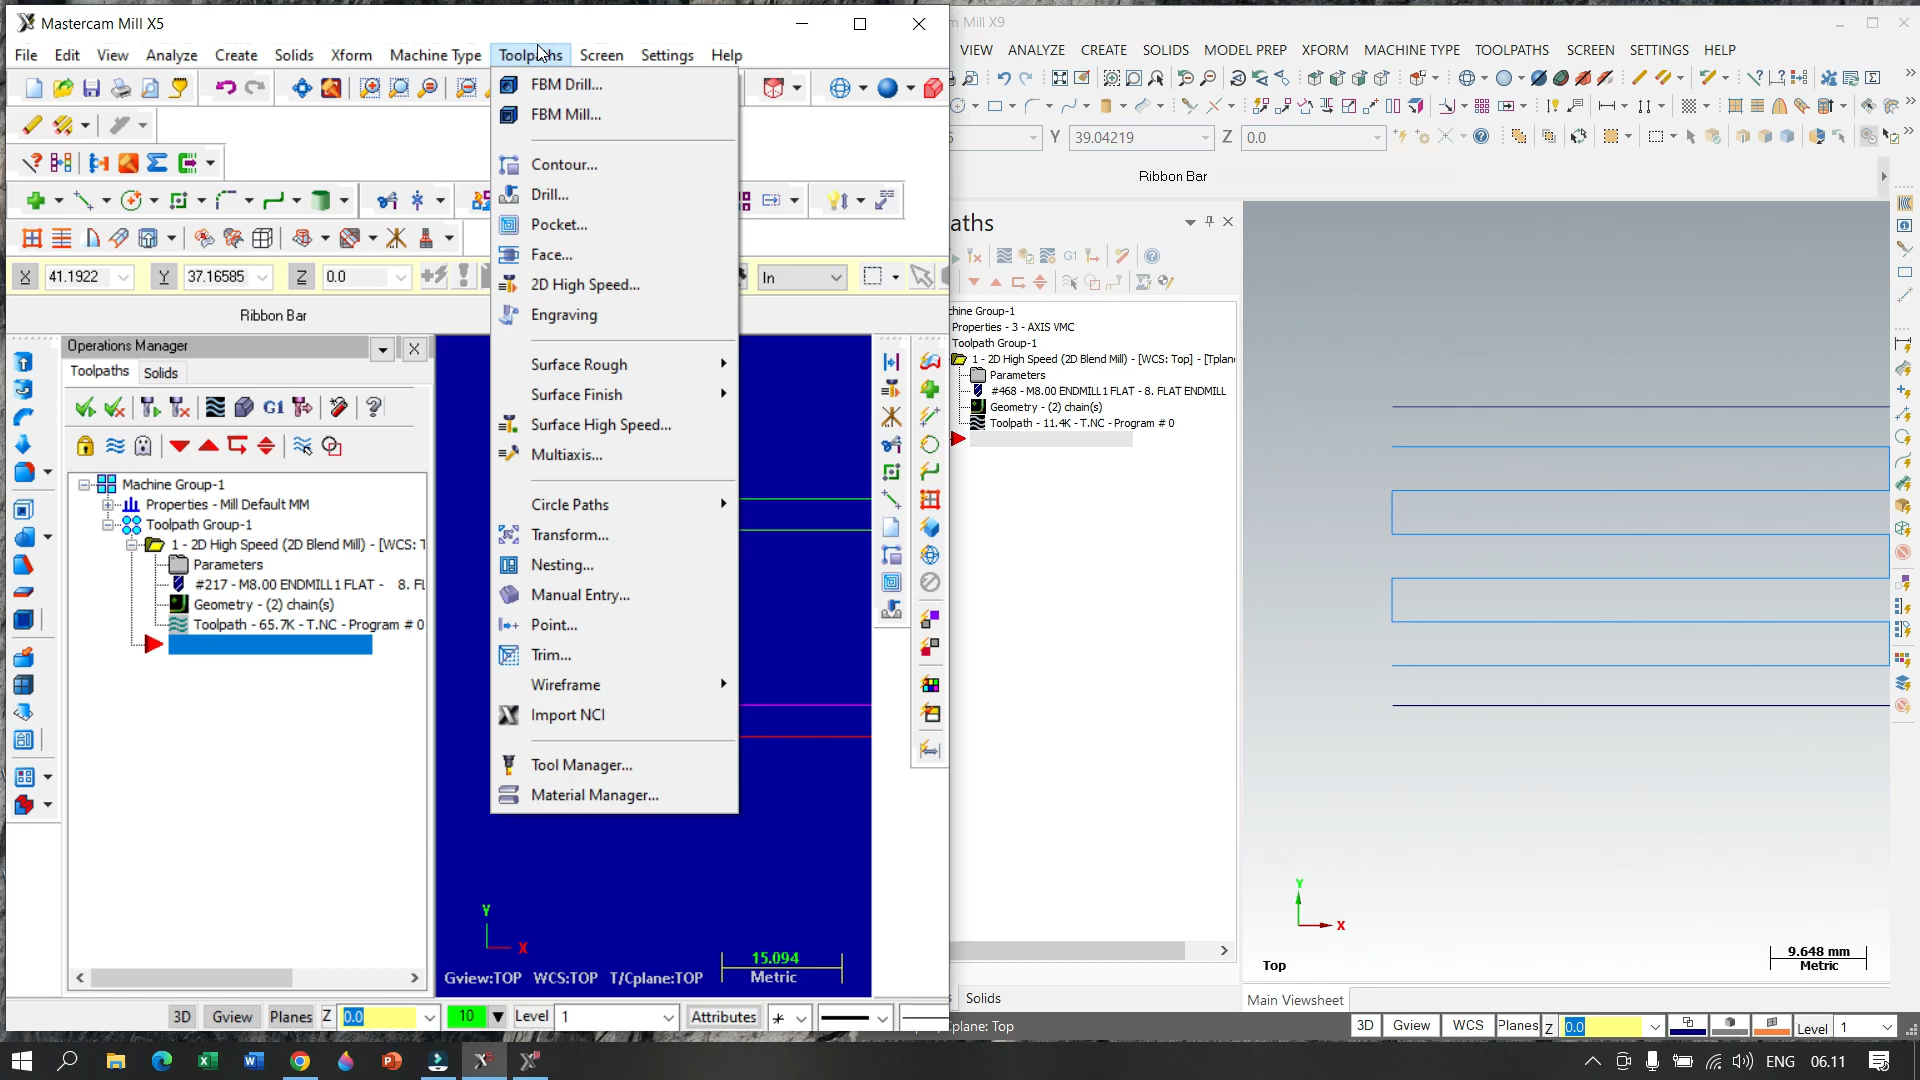 Mastercam Mill X5
File Edit View Analyze Create Solids Xform Machine Type Toolpaths Screen Settings Help
X 41.1922 Y 37.16585 Z 0.0 In
Ribbon Bar
Operations Manager
Toolpaths Solids
G1
Machine Group-1
Properties - Mill Default MM
Toolpath Group-1
1 - 2D High Speed (2D Blend Mill) - [WCS: T
Parameters
#217 - M8.00 ENDMILL1 FLAT - 8. FL
Geometry - (2) chain(s)
Toolpath - 65.7K - T.NC - Program # 0
FBM Drill...
FBM Mill...
Contour...
Drill...
Pocket...
Face...
2D High Speed...
Engraving
Surface Rough
Surface Finish
Surface High Speed...
Multiaxis...
Circle Paths
Transform...
Nesting...
Manual Entry...
Point...
Trim...
Wireframe
Import NCI
Tool Manager...
Material Manager...
Y
X
15.094
Metric
Gview:TOP WCS:TOP T/Cplane:TOP
3D Gview Planes Z 0.0 10 Level 1 Attributes
m Mill X9
VIEW ANALYZE CREATE SOLIDS MODEL PREP XFORM MACHINE TYPE TOOLPATHS SCREEN SETTINGS HELP
5 Y 39.04219 Z 0.0
Ribbon Bar
aths
G1
hine Group-1
Properties - 3 - AXIS VMC
Toolpath Group-1
1 - 2D High Speed (2D Blend Mill) - [WCS: Top] - [Tplan
Parameters
#468 - M8.00 ENDMILL1 FLAT - 8. FLAT ENDMILL
Geometry - (2) chain(s)
Toolpath - 11.4K - T.NC - Program # 0
Y
X
Top
9.648 mm
Metric
Solids
Main Viewsheet
plane: Top
3D Gview WCS Planes Z 0.0 Level 1
ENG 06.11